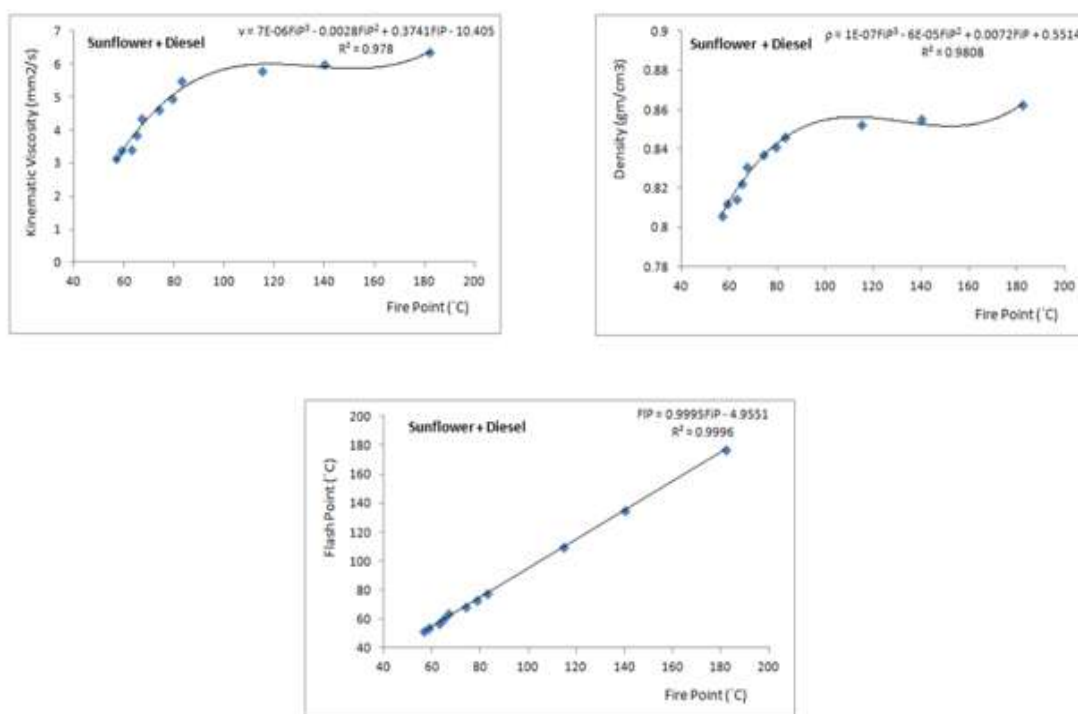 Sunflower + Diesel
v = 7E-06FiP³ - 0.0028FiP² + 0.3741FiP - 10.405
R² = 0.978
7
6
5
4
3
2
1
0
Kinematic Viscosity (mm2/s)
40 60 80 100 120 140 160 180 200
Fire Point (˚C)
Sunflower + Diesel
ρ = 1E-07FiP³ - 6E-05FiP² + 0.0072FiP + 0.5514
R² = 0.9808
0.9
0.88
0.86
0.84
0.82
0.8
0.78
Density (gm/cm3)
40 60 80 100 120 140 160 180 200
Fire Point (˚C)
Sunflower + Diesel
FlP = 0.9995FiP - 4.9551
R² = 0.9996
200
180
160
140
120
100
80
60
40
Flash Point (˚C)
40 60 80 100 120 140 160 180 200
Fire Point (˚C)